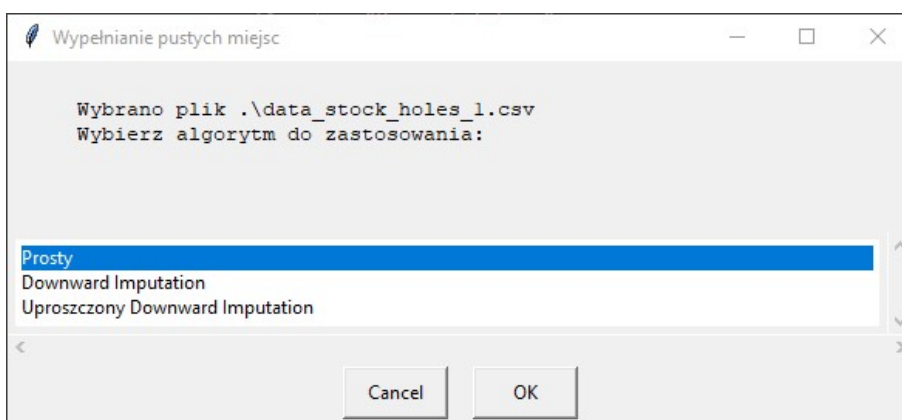 Wypełnianie pustych miejsc
Wybrano plik .\data_stock_holes_1.csv
Wybierz algorytm do zastosowania:
Prosty
Downward Imputation
Uproszczony Downward Imputation
Cancel OK